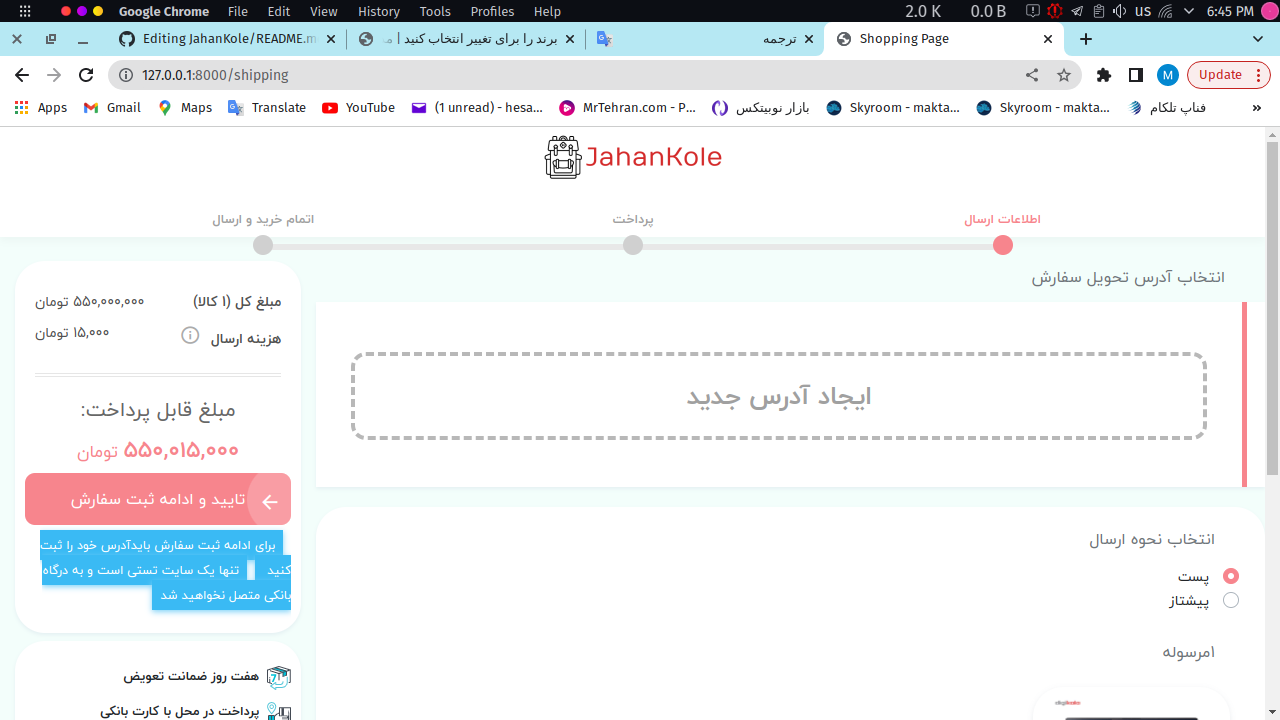 Google Chrome File Edit View History Tools Profiles Help 2.0 K 0.0 B us 6:45 PM
Editing JahanKole/README.m
برند را برای تغییر انتخاب کنید | ما
ترجمه
Shopping Page
127.0.0.1:8000/shipping
M
Update
Apps Gmail Maps Translate YouTube (1 unread) - hesa... MrTehran.com - P... بازار نوبیتکس Skyroom - makta... Skyroom - makta... فناپ تلکام »
JahanKole
اطلاعات ارسال
پرداخت
اتمام خرید و ارسال
انتخاب آدرس تحویل سفارش
ایجاد آدرس جدید
انتخاب نحوه ارسال
پست
پیشتاز
۱مرسوله
مبلغ کل (۱ کالا) ۵۵۰,۰۰۰,۰۰۰ تومان
هزینه ارسال ۱۵,۰۰۰ تومان
مبلغ قابل پرداخت:
۵۵۰,۰۱۵,۰۰۰ تومان
تایید و ادامه ثبت سفارش
برای ادامه ثبت سفارش بایدآدرس خود را ثبت
کنید تنها یک سایت تستی است و به درگاه
بانکی متصل نخواهید شد
هفت روز ضمانت تعویض
پرداخت در محل با کارت بانکی